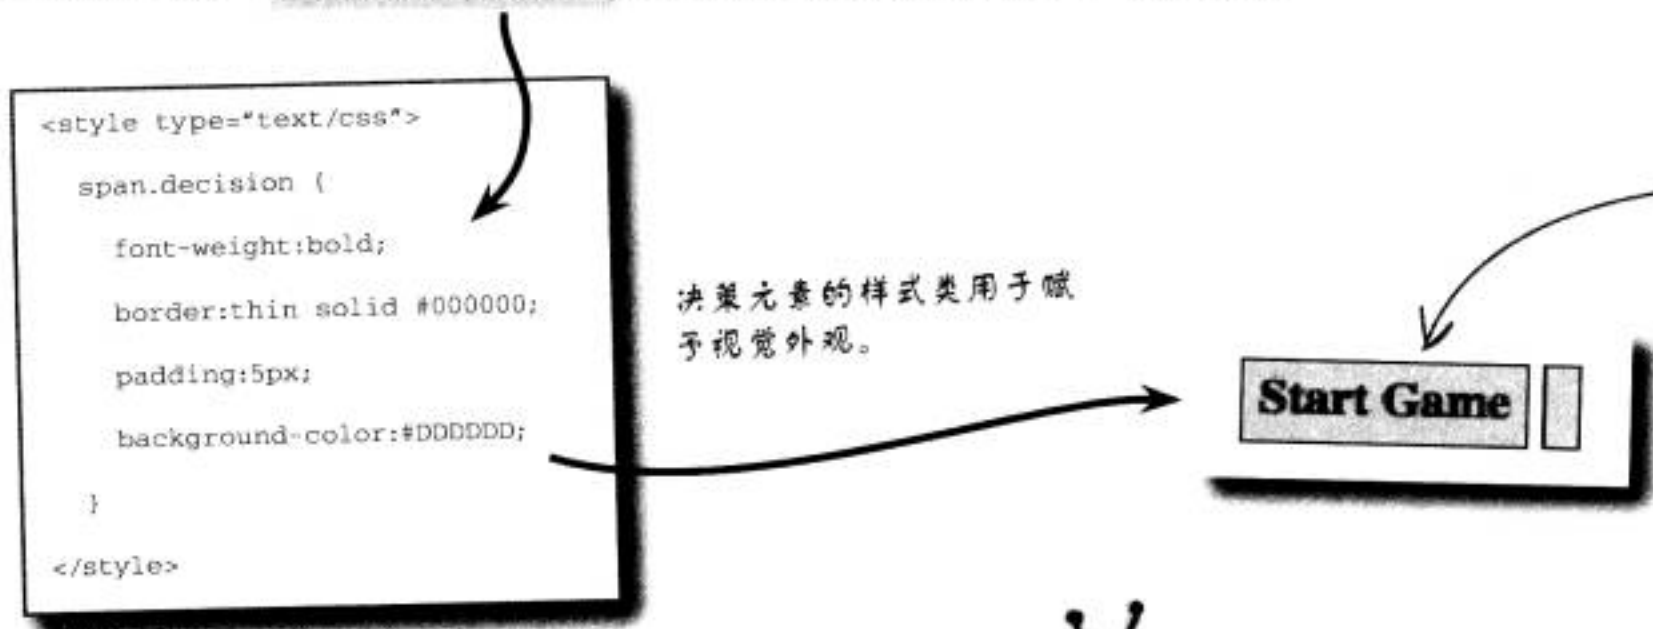 <style type="text/css">
span.decision {
font-weight:bold;
border:thin solid #000000;
padding:5px;
background-color:#DDDDDD;
}
</style>
决策元素的样式类用于赋
予视觉外观。
Start Game